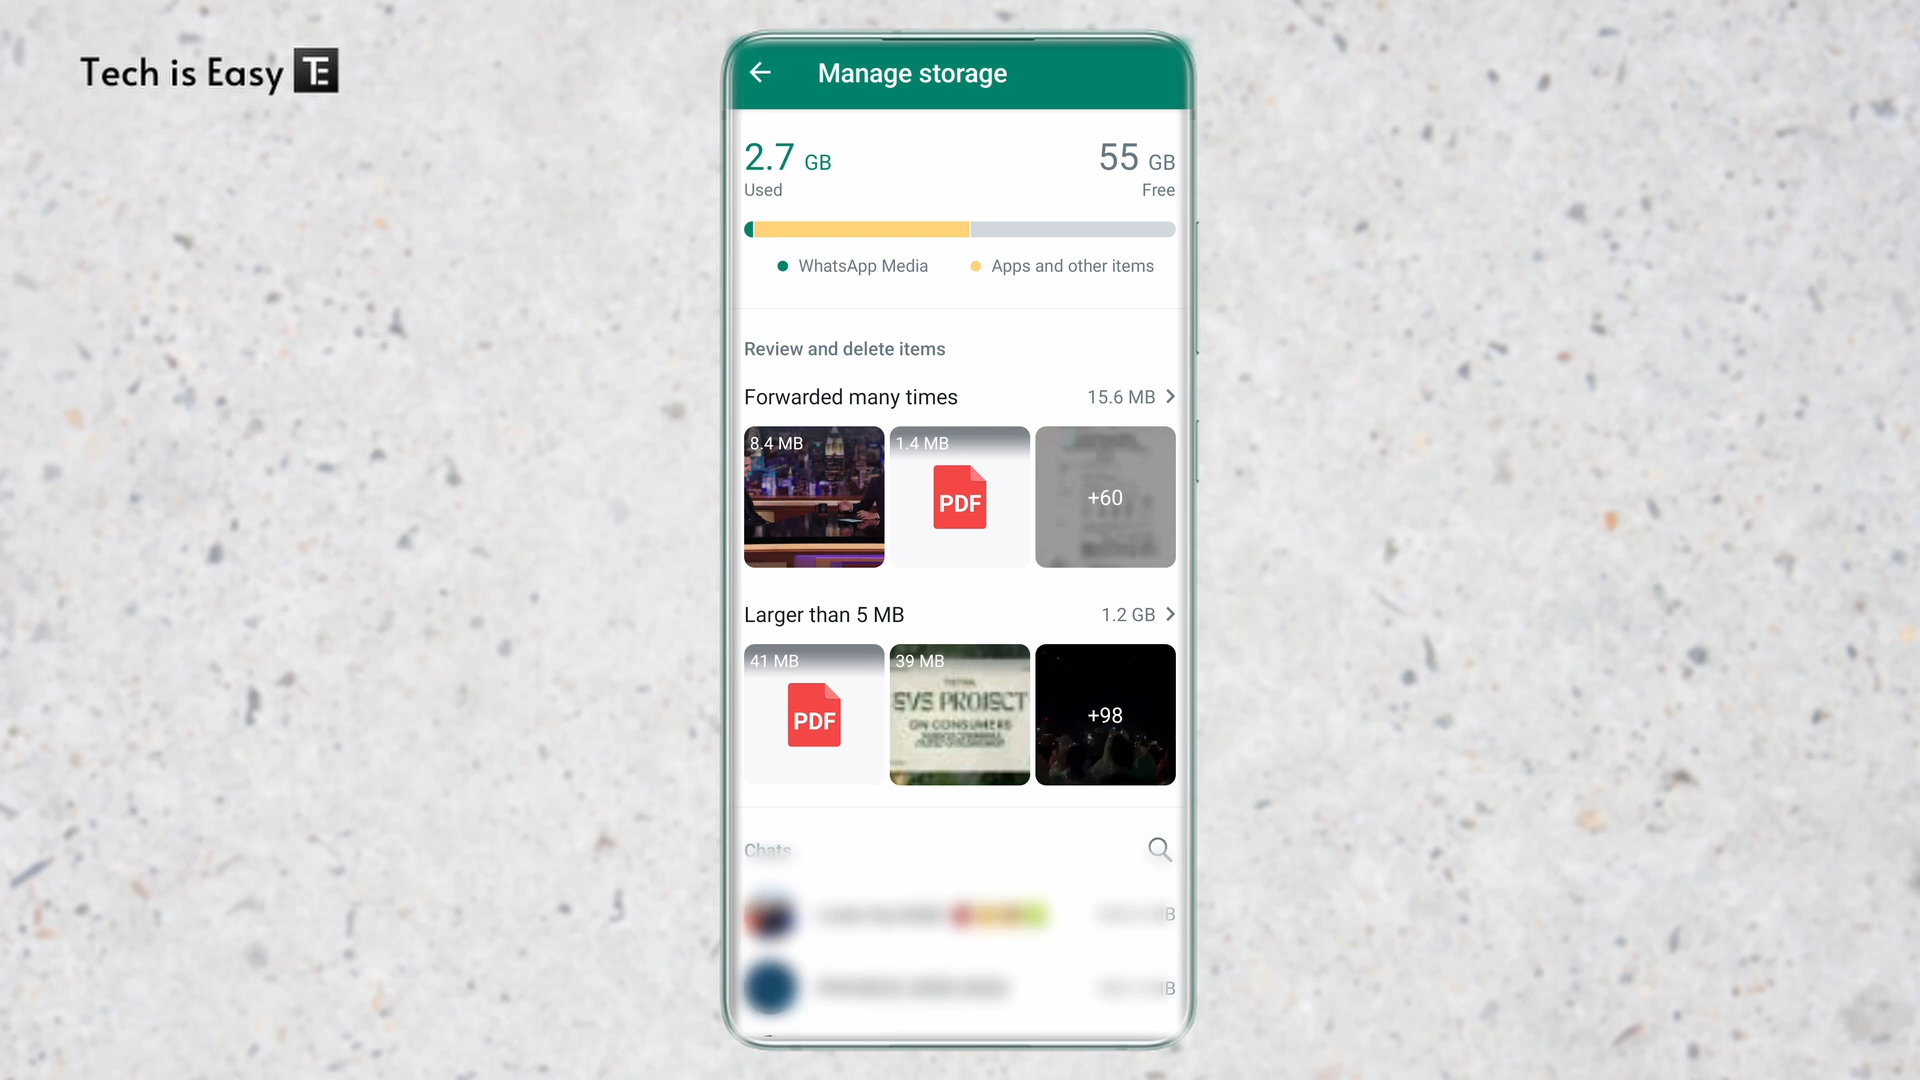 Tech is Easy TE
Manage storage
2.7 GB
55 GB
Used
Free
WhatsApp Media
Apps and other items
Review and delete items
Forwarded many times
15.6 MB
8.4 MB
1.4 MB
PDF
+60
Larger than 5 MB
1.2 GB
41 MB
39 MB
PDF
PROJECT
ON CONSUMERS
+98
Chats
B
B